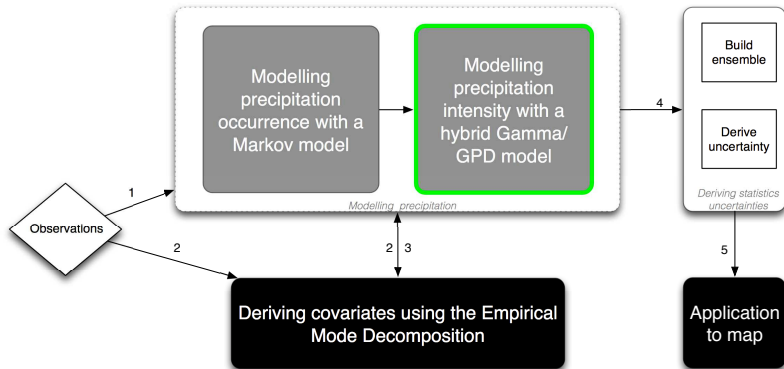 Modelling
precipitation
occurrence with a
Markov model
Modelling
precipitation
intensity with a
hybrid Gamma/
GPD model
Modelling precipitation
4
Build
ensemble
Derive
uncertainty
Deriving statistics
uncertainties
Observations
1
2
2 3
5
Deriving covariates using the Empirical
Mode Decomposition
Application
to map